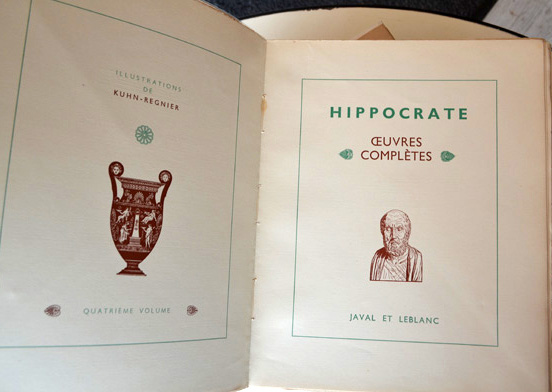 ILLUSTRATIONS
DE
KUHN-REGNIER
QUATRIÈME VOLUME
HIPPOCRATE
ŒUVRES
COMPLÈTES
JAVAL ET LEBLANC